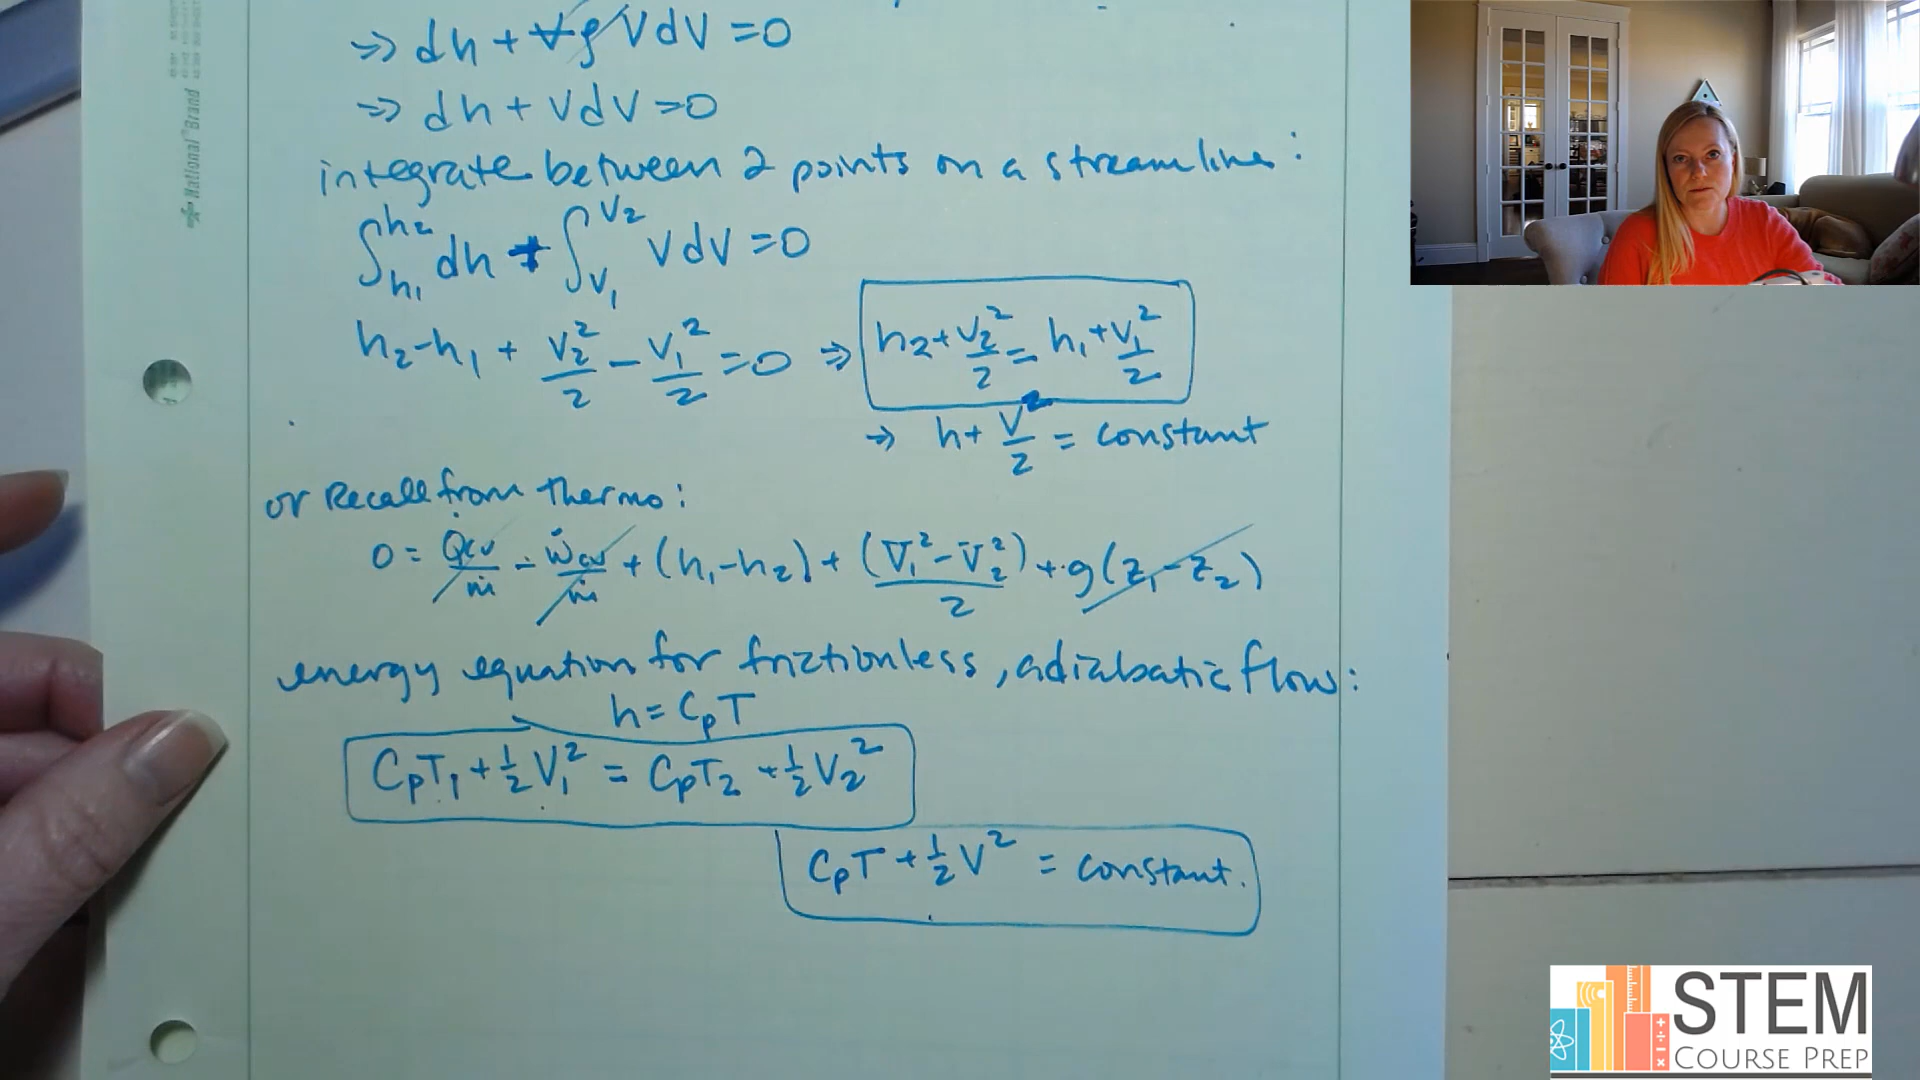 ⇒ dh + v̶ρ̶ VdV = 0
⇒ dh + VdV = 0
integrate between 2 points on a streamline:
∫_{h₁}^{h₂} dh + ∫_{V₁}^{V₂} VdV = 0
h₂ - h₁ + V₂²/2 - V₁²/2 = 0 ⇒ h₂ + V₂²/2 = h₁ + V₁²/2
⇒ h + V²/2 = constant
or Recall from thermo:
0 = Q̇cv/ṁ - Ẇcv/ṁ + (h₁ - h₂) + (V₁² - V₂²)/2 + g(z₁ - z₂)
energy equation for frictionless, adiabatic flow:
h = CpT
CpT₁ + ½V₁² = CpT₂ + ½V₂²
CpT + ½V² = constant.
National Brand
STEM
COURSE PREP